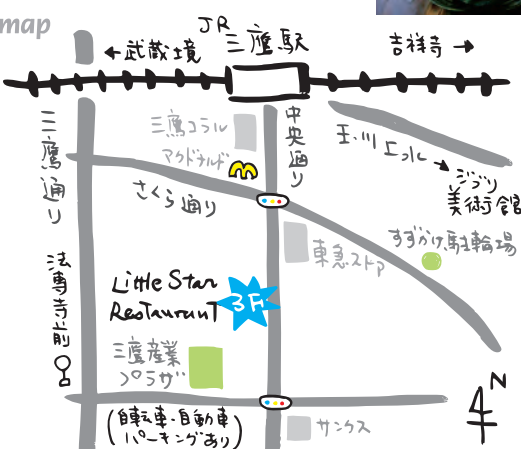 map
JR
三鷹駅
←武蔵境
吉祥寺→
三鷹コラル
マクドナルド
中央通り
玉川上水
→ジブリ
美術館
三鷹通り
さくら通り
すずかけ駐輪場
東急ストア
法専寺前
Little Star
Restaurant
3F
三鷹産業
プラザ
(自転車・自動車
パーキングあり)
サンクス
N